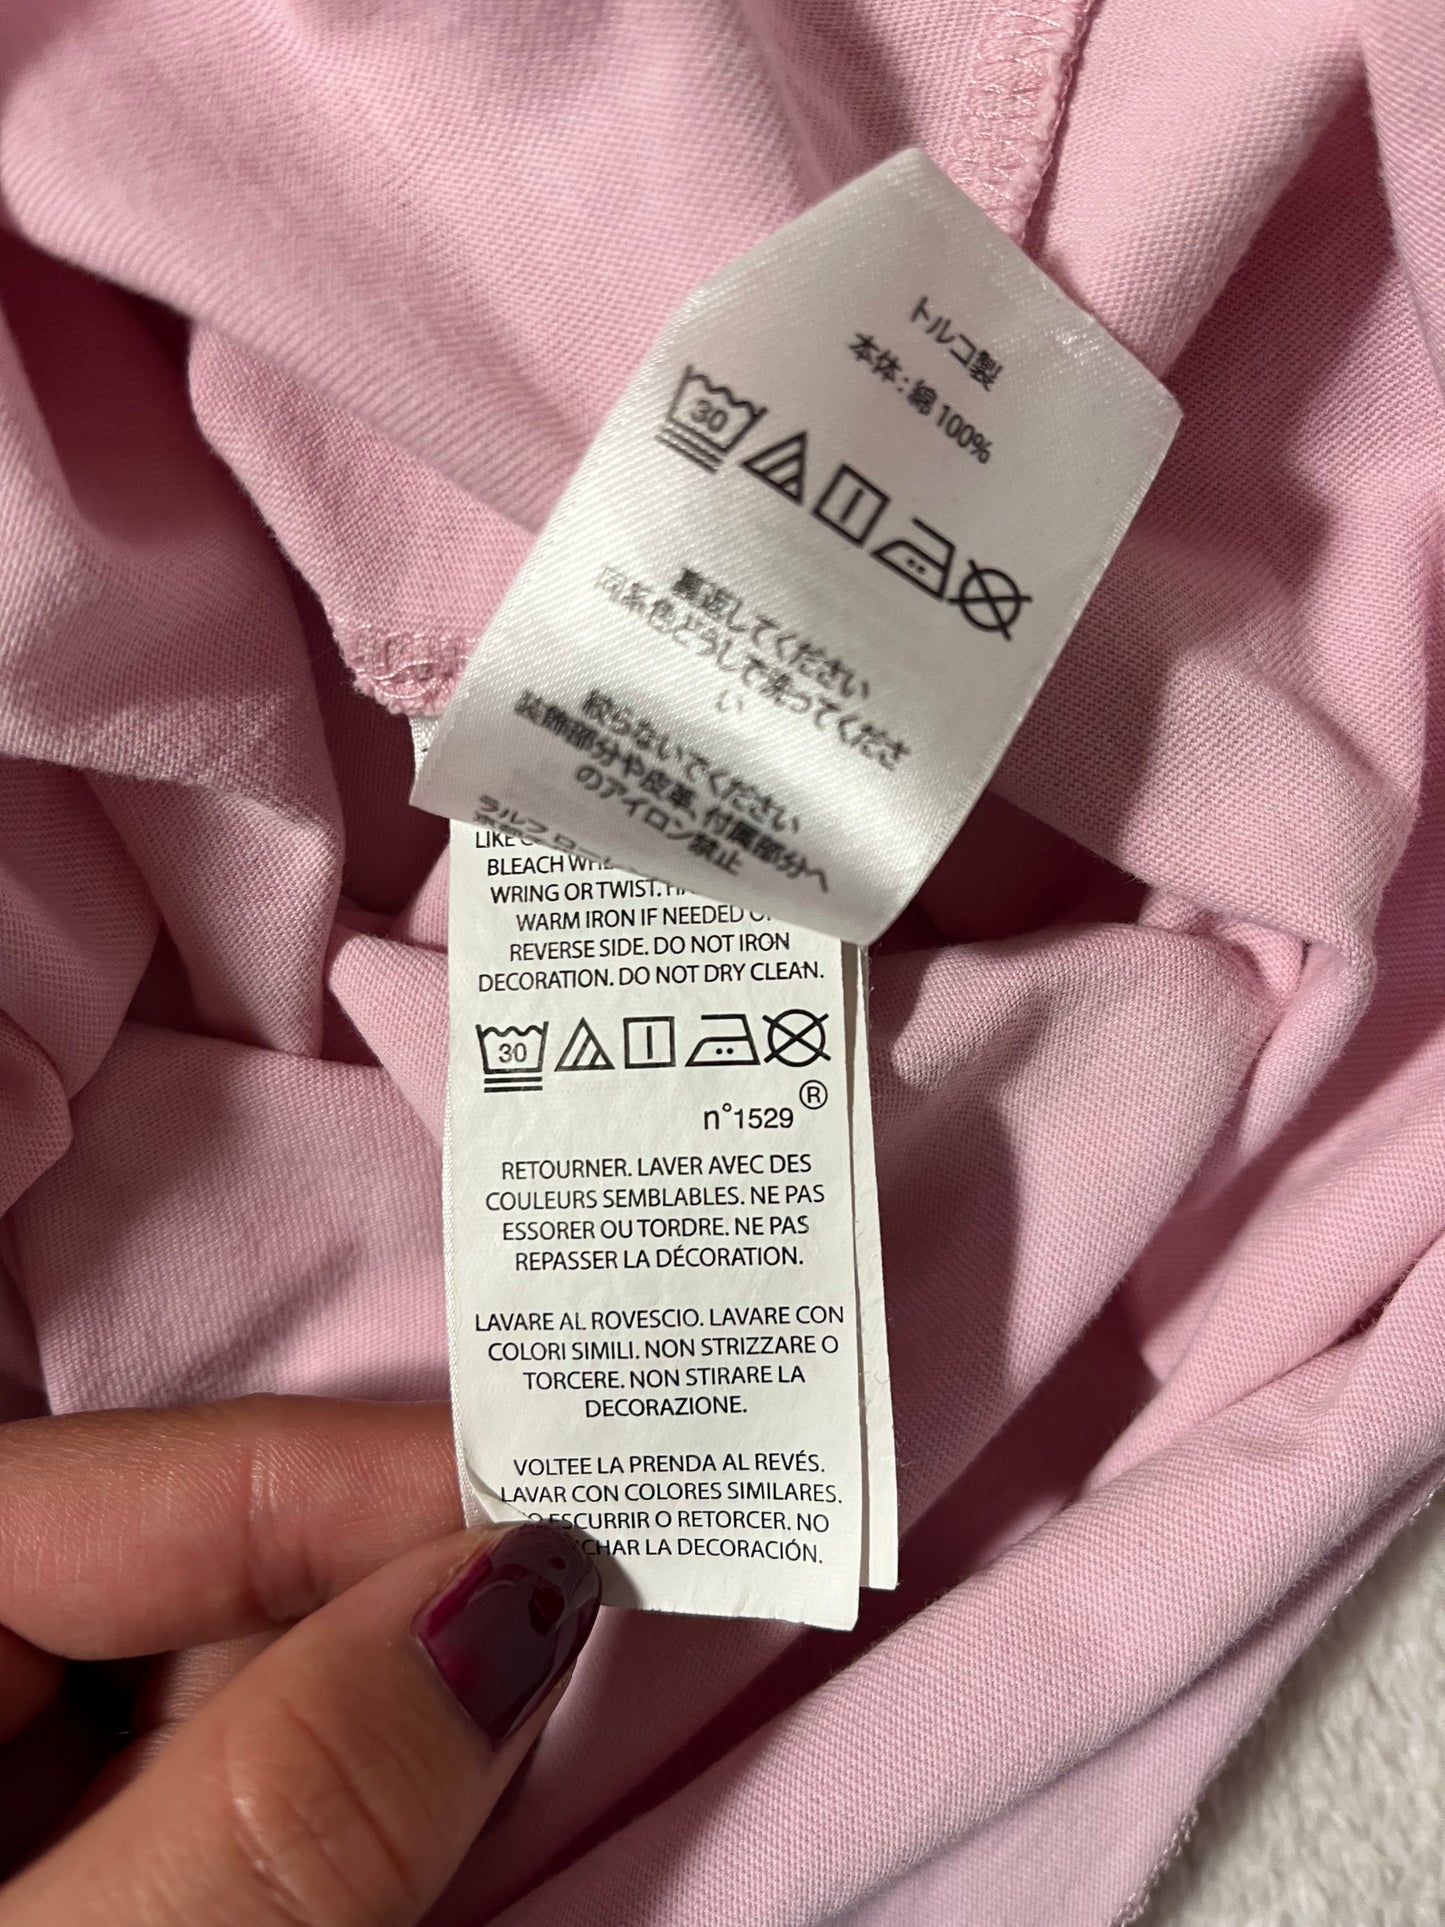 トルコ製
本体：綿100%
30
裏返してください
同系色どうしで洗ってくださ
い
絞らないでください
装飾部分や皮革、付属部分へ
のアイロン禁止
LIKE
BLEACH
WRING OR TWIST.
WARM IRON IF NEEDED
REVERSE SIDE. DO NOT IRON
DECORATION. DO NOT DRY CLEAN.
30
n°1529 ®
RETOURNER. LAVER AVEC DES
COULEURS SEMBLABLES. NE PAS
ESSORER OU TORDRE. NE PAS
REPASSER LA DÉCORATION.
LAVARE AL ROVESCIO. LAVARE CON
COLORI SIMILI. NON STRIZZARE O
TORCERE. NON STIRARE LA
DECORAZIONE.
VOLTEE LA PRENDA AL REVÉS.
LAVAR CON COLORES SIMILARES.
ESCURRIR O RETORCER. NO
LA DECORACIÓN.